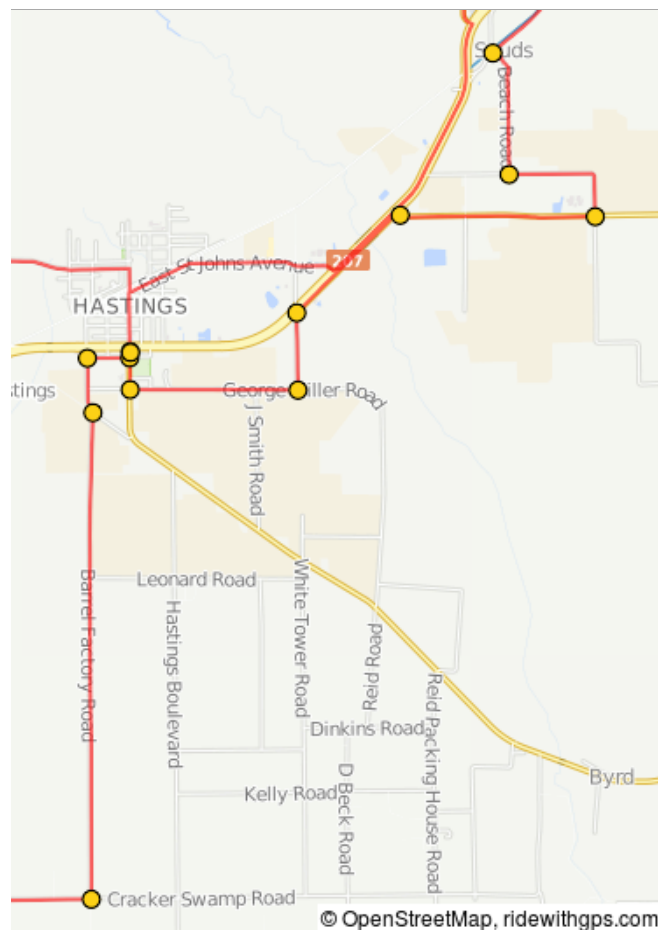 Spuds
Beach Road
207
East St Johns Avenue
HASTINGS
stings
George Miller Road
J Smith Road
Leonard Road
Barrel Factory Road
Hastings Boulevard
White Tower Road
Reid Road
Reid Packing House Road
Dinkins Road
Byrd
Kelly Road
D Beck Road
Cracker Swamp Road
© OpenStreetMap, ridewithgps.com